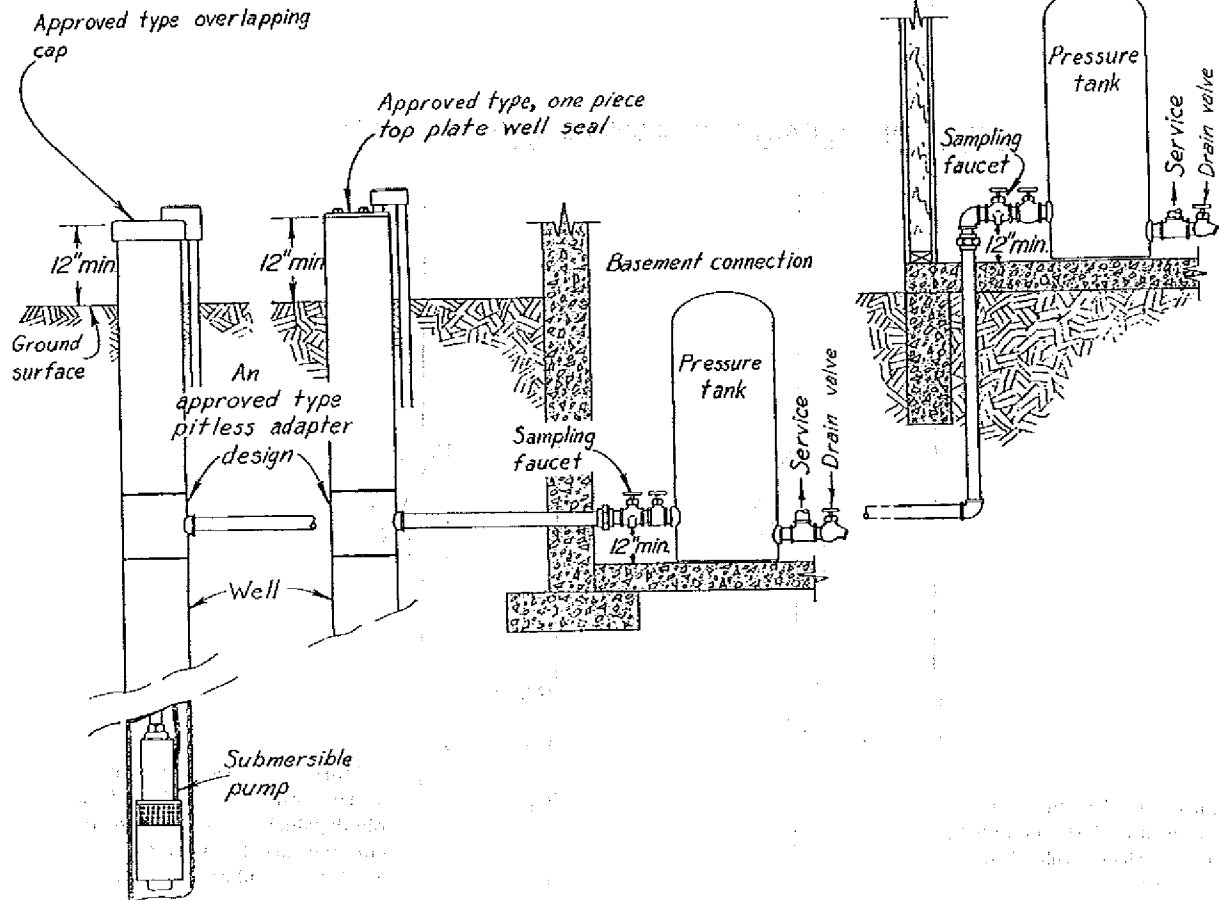 Approved type overlapping
cap
Approved type, one piece
top plate well seal
Pressure
tank
Sampling
faucet
Service
Drain valve
12"min.
12"min.
12"min.
Basement connection
Ground
surface
An
approved type
pitless adapter
design
Pressure
tank
Sampling
faucet
Service
Drain valve
12"min.
Well
Submersible
pump